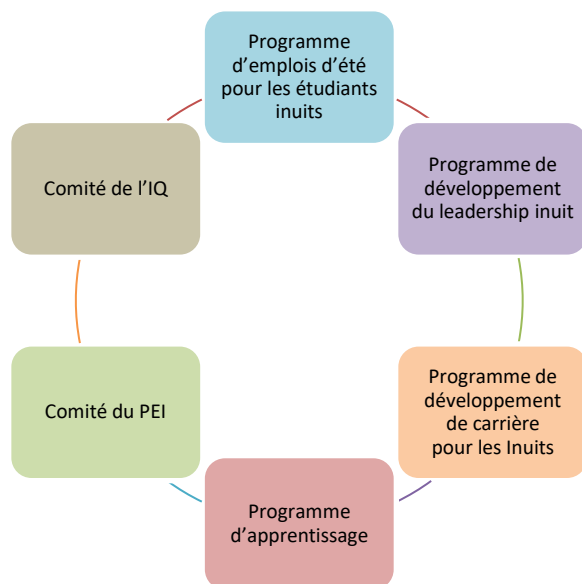 Programme
d’emplois d’été
pour les étudiants
inuits
Programme de
développement
du leadership inuit
Programme de
développement
de carrière
pour les Inuits
Programme
d’apprentissage
Comité du PEI
Comité de l’IQ